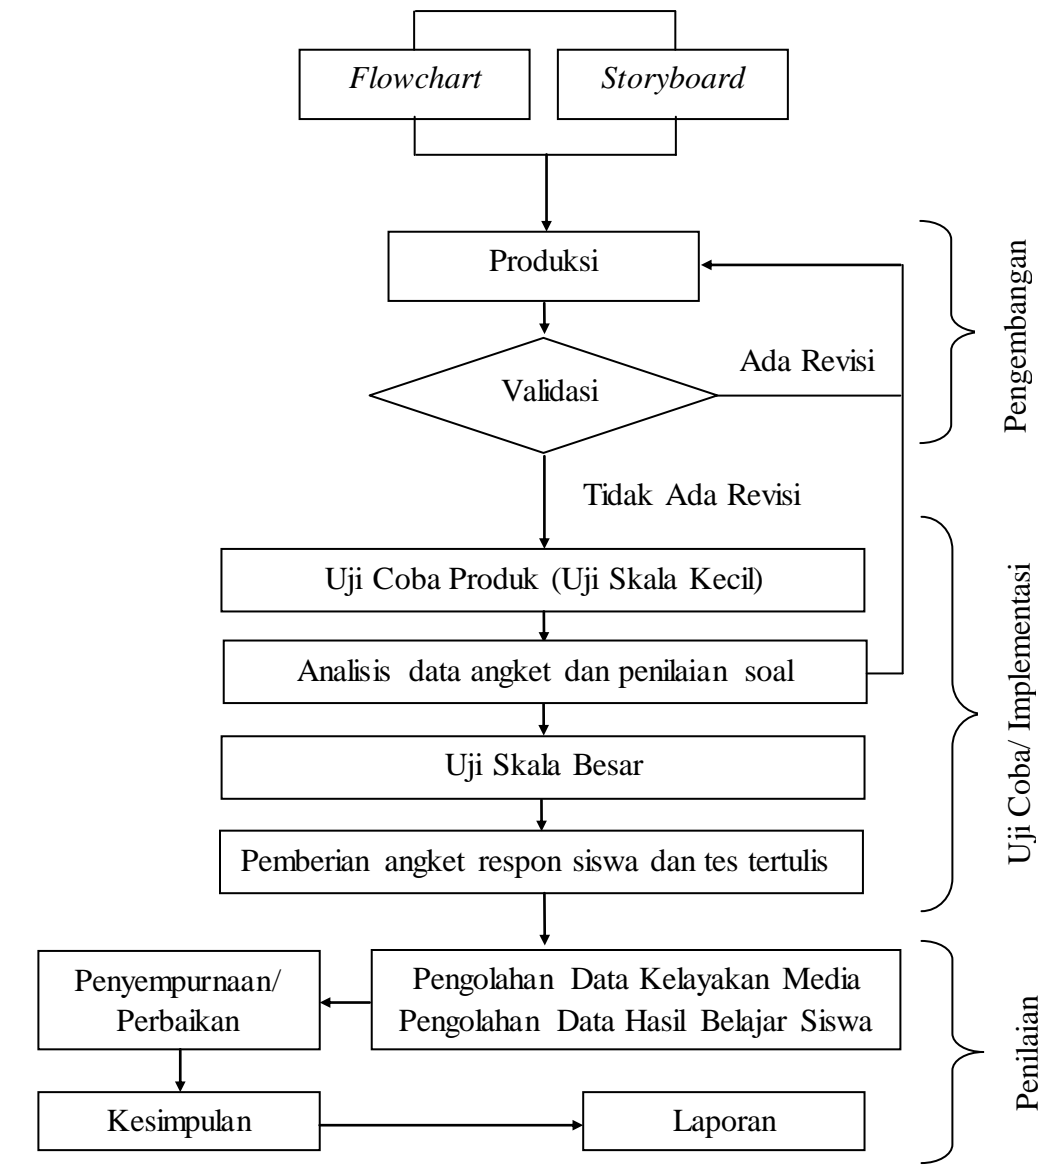 Flowchart
Storyboard
Produksi
Pengembangan
Ada Revisi
Validasi
Tidak Ada Revisi
Uji Coba Produk (Uji Skala Kecil)
Analisis data angket dan penilaian soal
Uji Skala Besar
Pemberian angket respon siswa dan tes tertulis
Uji Coba/ Implementasi
Pengolahan Data Kelayakan Media
Pengolahan Data Hasil Belajar Siswa
Penyempurnaan/
Perbaikan
Kesimpulan
Laporan
Penilaian